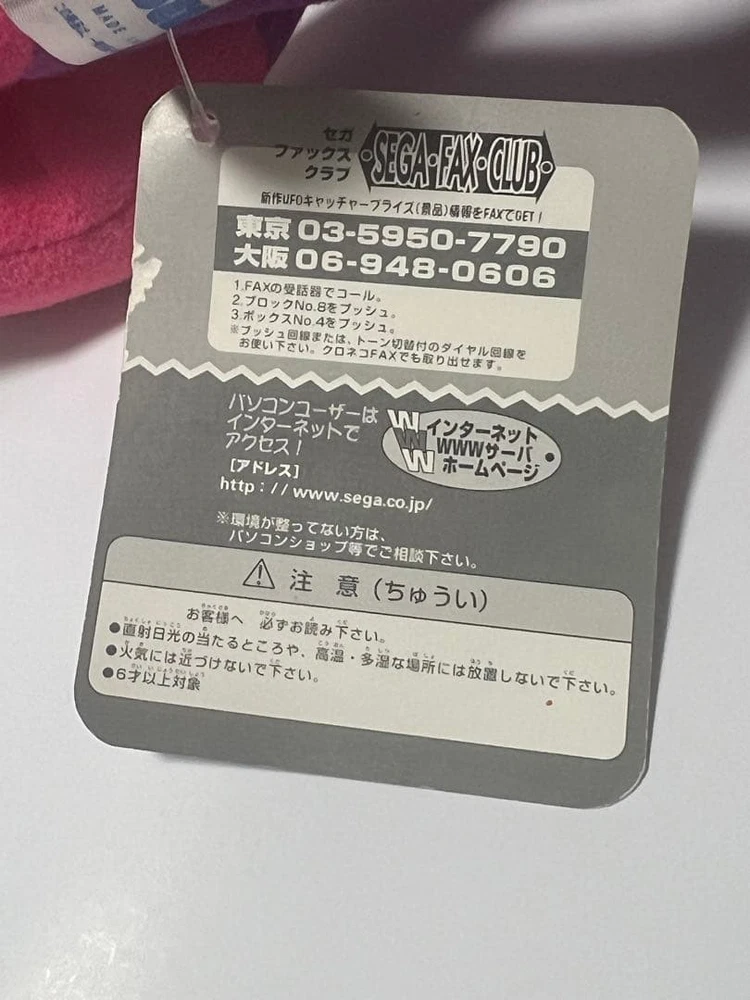 MADE
セガ
ファックス
クラブ
SEGA・FAX・CLUB
新作UFOキャッチャープライズ(景品)情報をFAXでGET!
東京 03-5950-7790
大阪 06-948-0606
1.FAXの受話器でコール。
2.ブロックNo.8をプッシュ。
3.ボックスNo.4をプッシュ。
※プッシュ回線または、トーン切替付のダイヤル回線を
お使い下さい。クロネコFAXでも取り出せます。
パソコンユーザーは
インターネットで
アクセス!
[アドレス]
http://www.sega.co.jp/
WWW
インターネット
WWWサーバ
ホームページ
※環境が整ってない方は、
パソコンショップ等でご相談下さい。
注意(ちゅうい)
お客様へ 必ずお読み下さい。
●直射日光の当たるところや、高温・多湿な場所には放置しないで下さい。
●火気には近づけないで下さい。
●6才以上対象